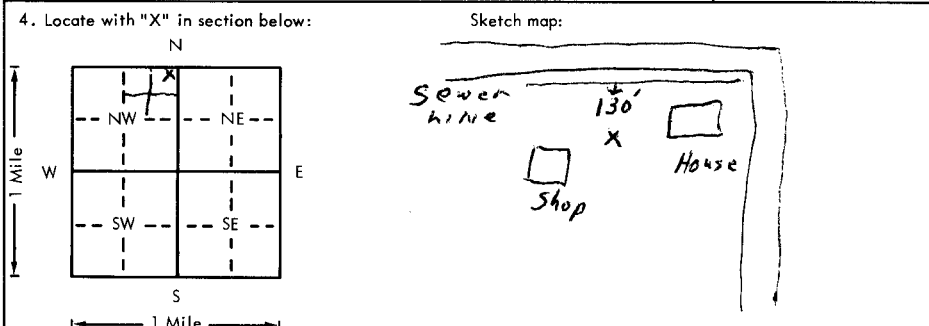 4. Locate with "X" in section below:
Sketch map:
N
X
NW
NE
W
E
1 Mile
SW
SE
S
1 Mile
Sewer
Line
130'
X
House
Shop